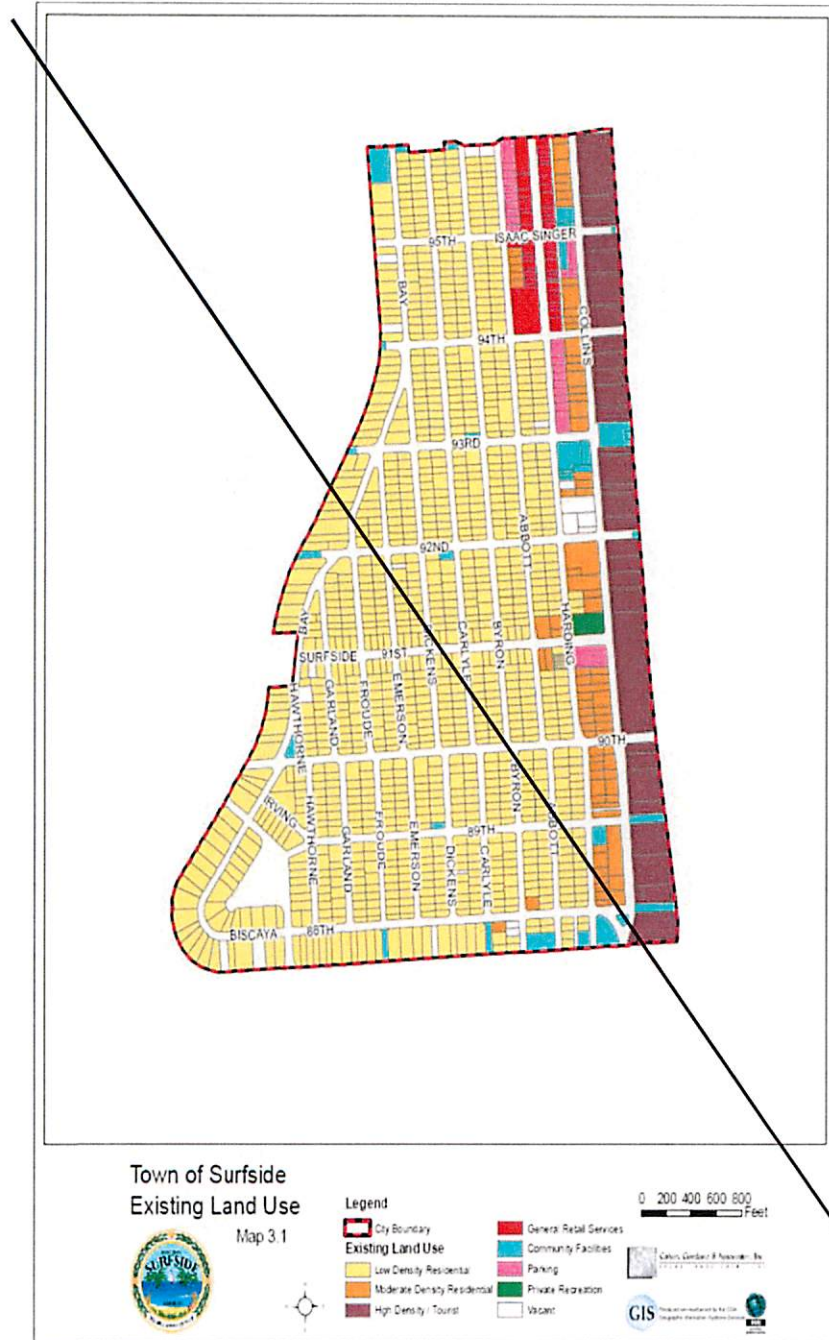 95TH
ISAAC SINGER
BAY
COLLINS
94TH
93RD
ABBOTT
92ND
HARDING
BAY
DICKENS
CARLYLE
BYRON
SURFSIDE
91ST
HAWTHORNE
GARLAND
FROUDE
EMERSON
90TH
IRVING
HAWTHORNE
GARLAND
FROUDE
EMERSON
DICKENS
CARLYLE
BYRON
ABBOTT
89TH
BISCAYA
88TH
Town of Surfside
Existing Land Use
Map 3.1
SURFSIDE
Legend
City Boundary
Existing Land Use
Low Density Residential
Moderate Density Residential
High Density / Tourist
General Retail Services
Community Facilities
Parking
Private Recreation
Vacant
0 200 400 600 800
Feet
GIS